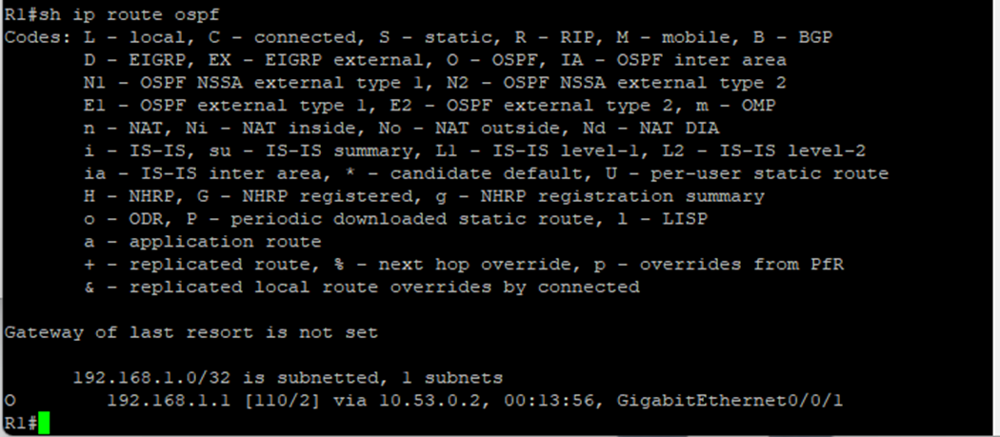 R1#sh ip route ospf
Codes: L - local, C - connected, S - static, R - RIP, M - mobile, B - BGP
D - EIGRP, EX - EIGRP external, O - OSPF, IA - OSPF inter area
N1 - OSPF NSSA external type 1, N2 - OSPF NSSA external type 2
E1 - OSPF external type 1, E2 - OSPF external type 2, m - OMP
n - NAT, Ni - NAT inside, No - NAT outside, Nd - NAT DIA
i - IS-IS, su - IS-IS summary, L1 - IS-IS level-1, L2 - IS-IS level-2
ia - IS-IS inter area, * - candidate default, U - per-user static route
H - NHRP, G - NHRP registered, g - NHRP registration summary
o - ODR, P - periodic downloaded static route, l - LISP
a - application route
+ - replicated route, % - next hop override, p - overrides from PfR
& - replicated local route overrides by connected
Gateway of last resort is not set
192.168.1.0/32 is subnetted, 1 subnets
O 192.168.1.1 [110/2] via 10.53.0.2, 00:13:56, GigabitEthernet0/0/1
R1#